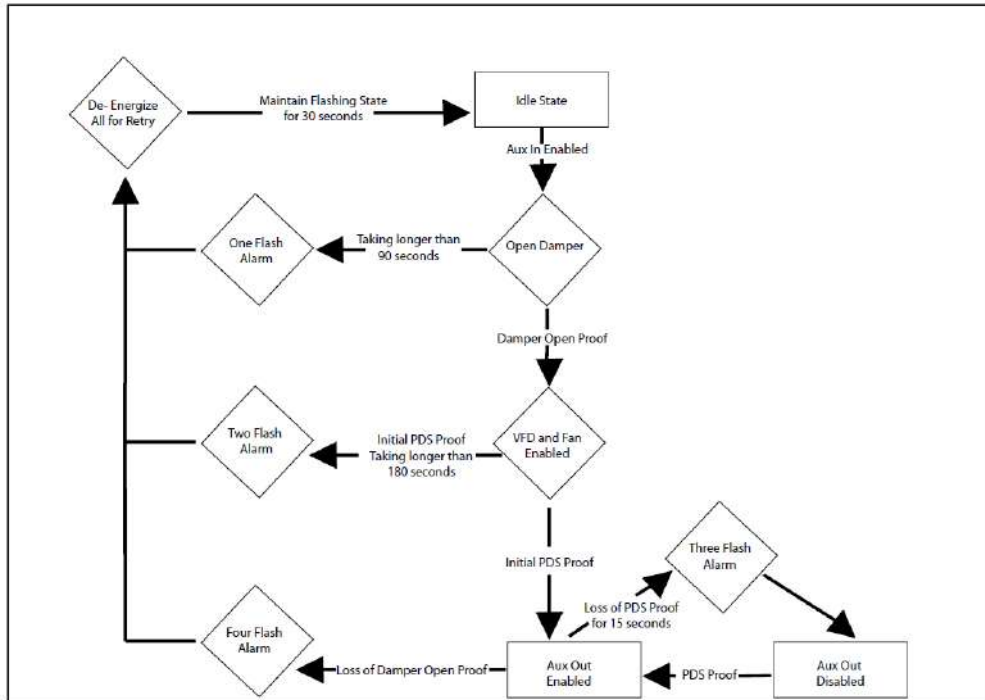 De- Energize
All for Retry
Maintain Flashing State
for 30 seconds
Idle State
Aux In Enabled
One Flash
Alarm
Taking longer than
90 seconds
Open Damper
Damper Open Proof
Two Flash
Alarm
Initial PDS Proof
Taking longer than
180 seconds
VFD and Fan
Enabled
Initial PDS Proof
Three Flash
Alarm
Loss of PDS Proof
for 15 seconds
Four Flash
Alarm
Loss of Damper Open Proof
Aux Out
Enabled
PDS Proof
Aux Out
Disabled